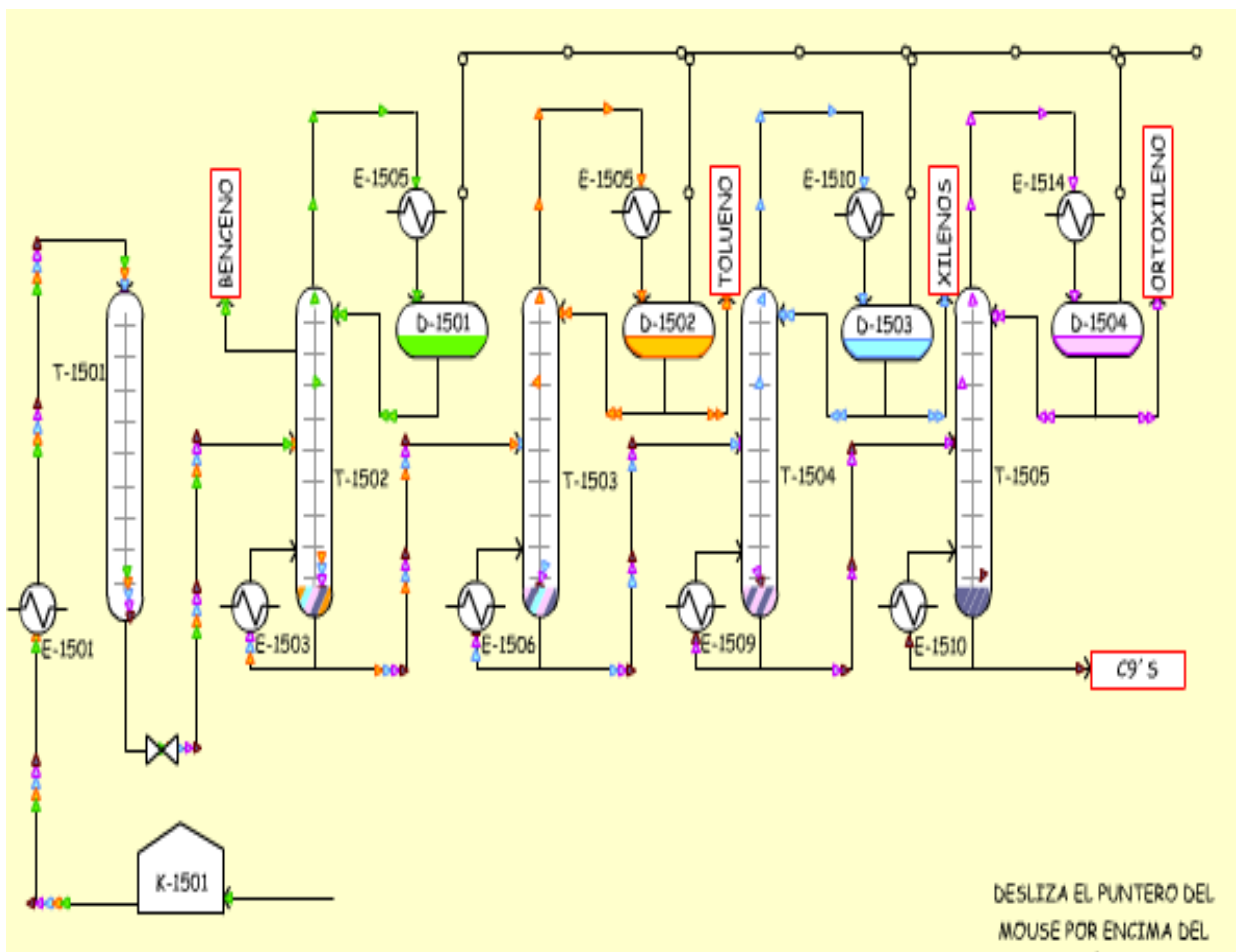 E-1505
E-1505
E-1510
E-1514
BENCENO
TOLUENO
XILENOS
ORTOXILENO
D-1501
D-1502
D-1503
D-1504
T-1501
T-1502
T-1503
T-1504
T-1505
E-1501
E-1503
E-1506
E-1509
E-1510
C9´S
K-1501
DESLIZA EL PUNTERO DEL
MOUSE POR ENCIMA DEL